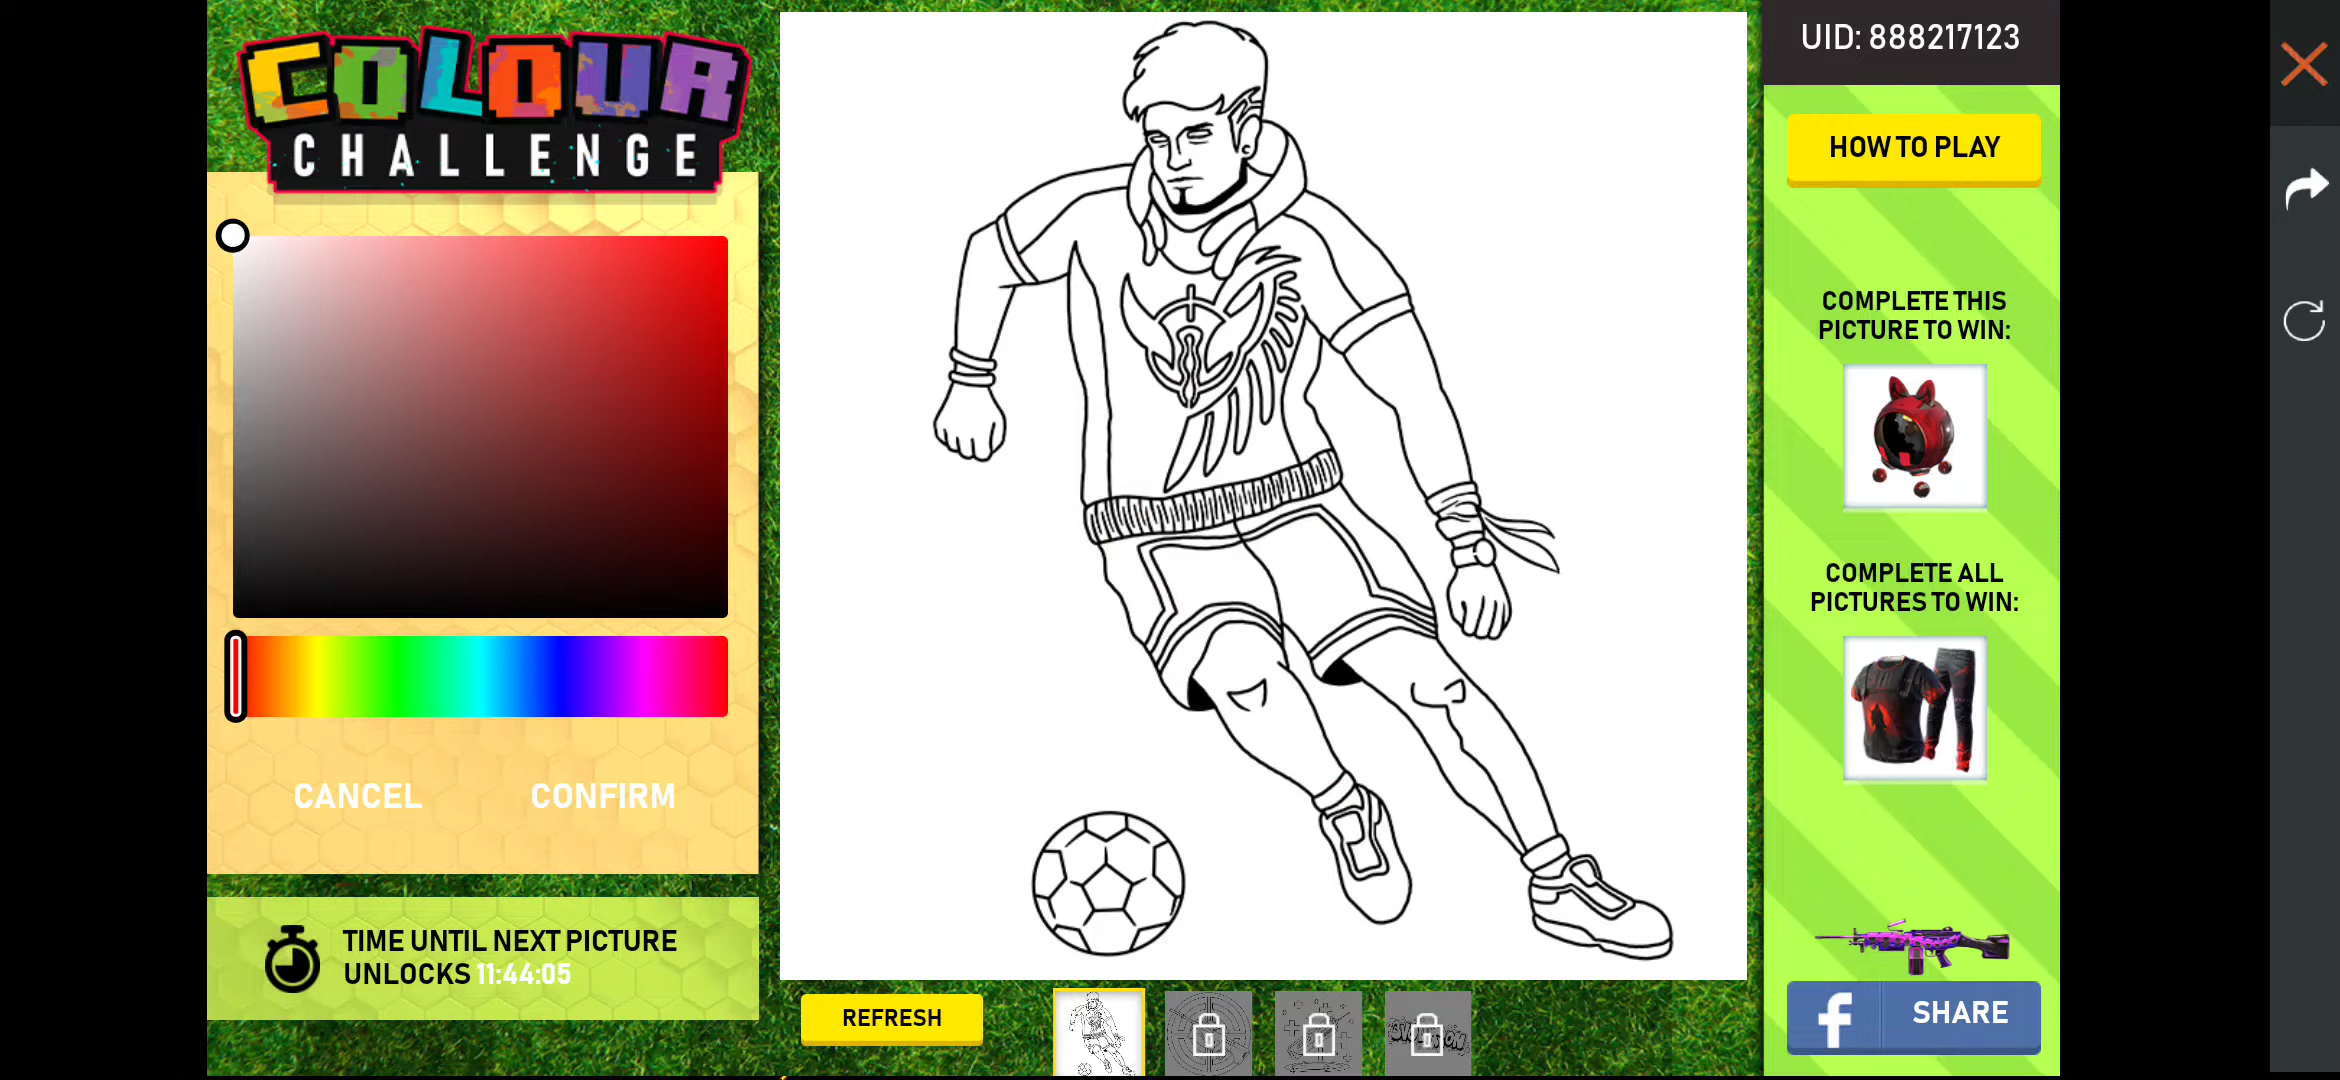 COLOUR
CHALLENGE
CANCEL
CONFIRM
TIME UNTIL NEXT PICTURE
UNLOCKS 11:44:05
REFRESH
UID: 888217123
HOW TO PLAY
COMPLETE THIS
PICTURE TO WIN:
COMPLETE ALL
PICTURES TO WIN:
f SHARE